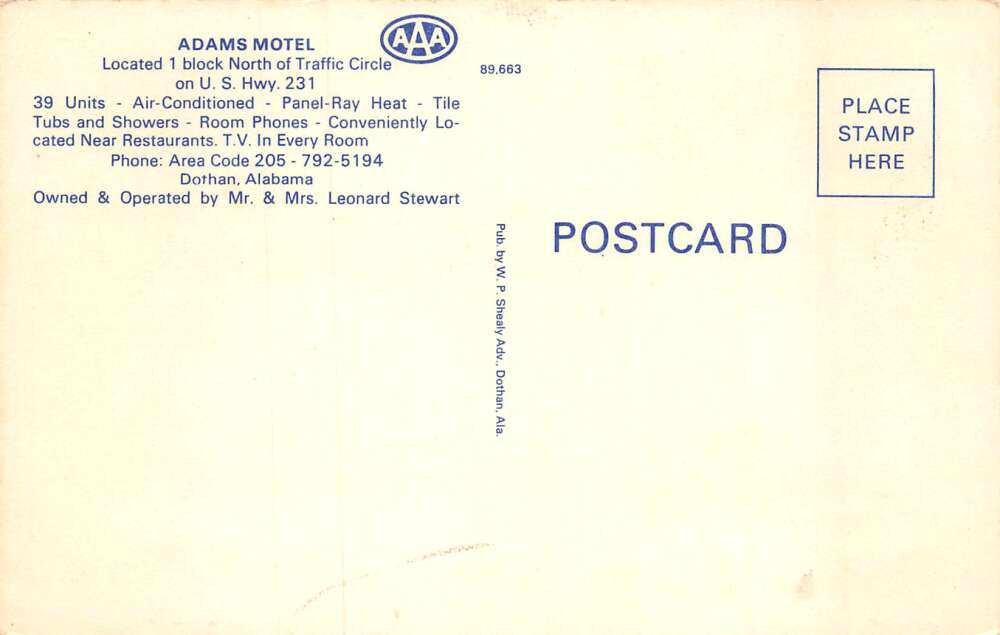 ADAMS MOTEL
AAA
Located 1 block North of Traffic Circle
on U. S. Hwy. 231
39 Units - Air-Conditioned - Panel-Ray Heat - Tile
Tubs and Showers - Room Phones - Conveniently Lo-
cated Near Restaurants. T.V. In Every Room
Phone: Area Code 205 - 792-5194
Dothan, Alabama
Owned & Operated by Mr. & Mrs. Leonard Stewart
89,663
Pub. by W. P. Shealy Adv., Dothan, Ala.
POSTCARD
PLACE
STAMP
HERE